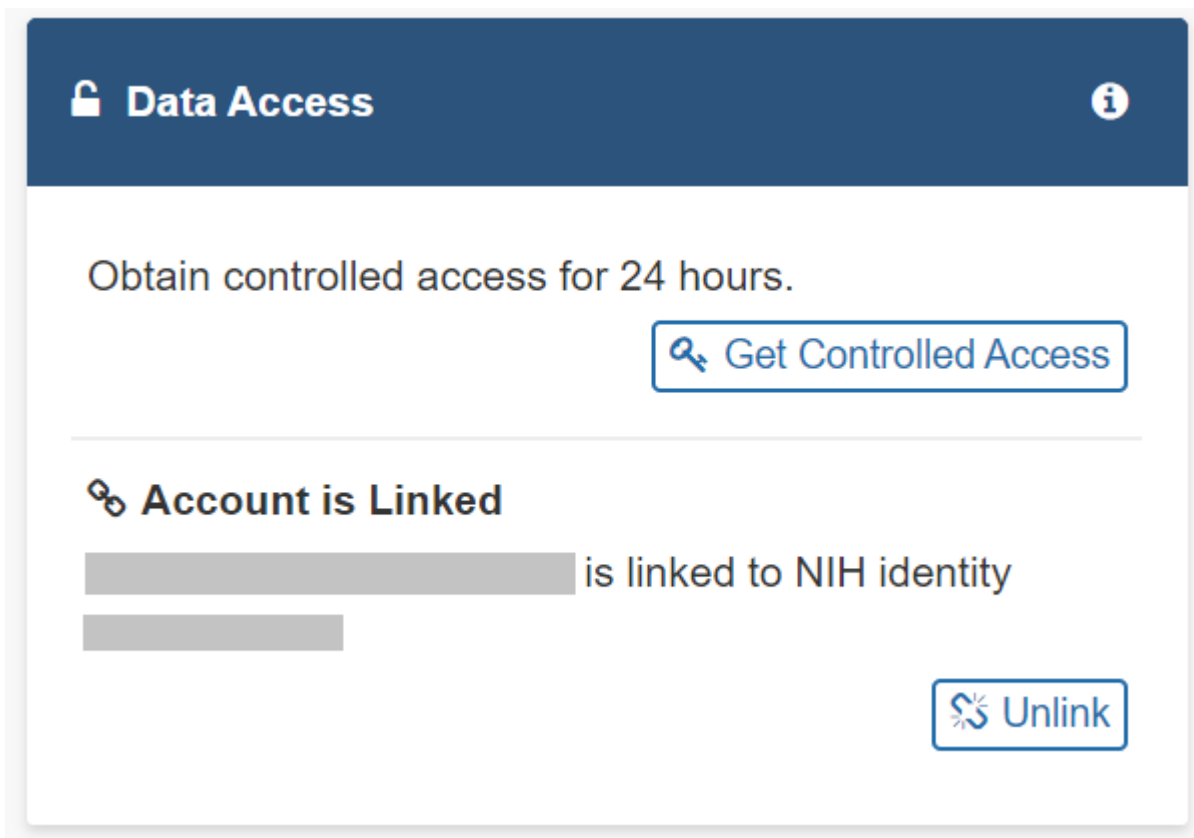 Data Access
Obtain controlled access for 24 hours.
Get Controlled Access
Account is Linked
is linked to NIH identity
Unlink